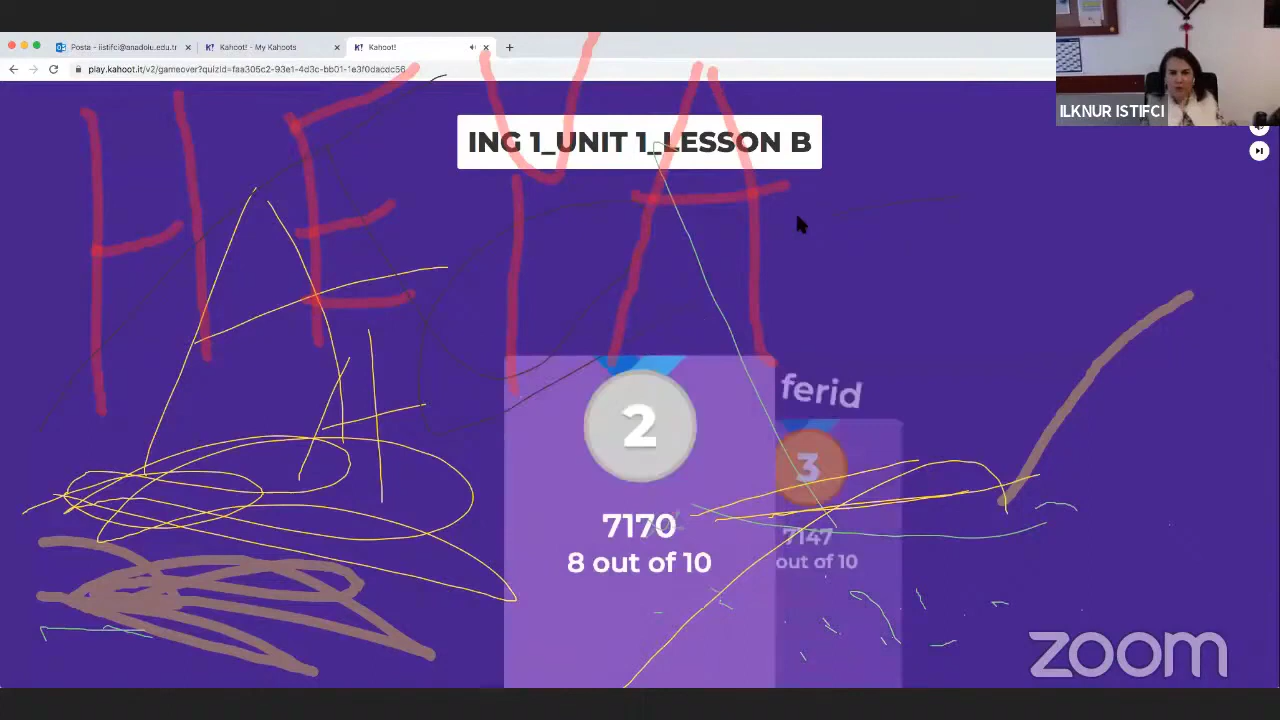 Posta - iistifci@anadolu.edu.tr
Kahoot! - My Kahoots
Kahoot!
play.kahoot.it/v2/gameover?quizId=faa305c2-93e1-4d3c-bb01-1e3f0dacdc56
ILKNUR ISTIFCI
ING 1_UNIT 1_LESSON B
ferid
2
3
7170
7147
8 out of 10
out of 10
zoom